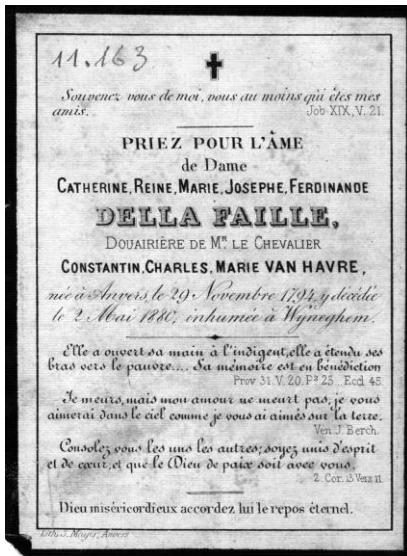 11.163
Souvenez vous de moi, vous au moins qui êtes mes
amis. Job XIX, V. 21.
PRIEZ POUR L'ÂME
de Dame
CATHERINE, REINE, MARIE, JOSEPHE, FERDINANDE
DELLA FAILLE,
DOUAIRIÈRE DE MR. LE CHEVALIER
CONSTANTIN, CHARLES, MARIE VAN HAVRE,
née à Anvers, le 29 Novembre 1794, y décédée
le 2 Mai 1880, inhumée à Wÿneghem.
Elle a ouvert sa main à l'indigent, elle a étendu ses
bras vers le pauvre.... Sa mémoire est en bénédiction
Prov 31. V. 20. Ps 25. Eccl. 45.
Je meurs, mais mon amour ne meurt pas, je vous
aimerai dans le ciel comme je vous ai aimés sur la terre.
Ven. J. Berch.
Consolez vous les uns les autres; soyez unis d'esprit
et de cœur, et que le Dieu de paix soit avec vous.
2. Cor. 13 Vers 11.
Dieu miséricordieux accordez lui le repos éternel.
Lith. J. Mayer, Anvers